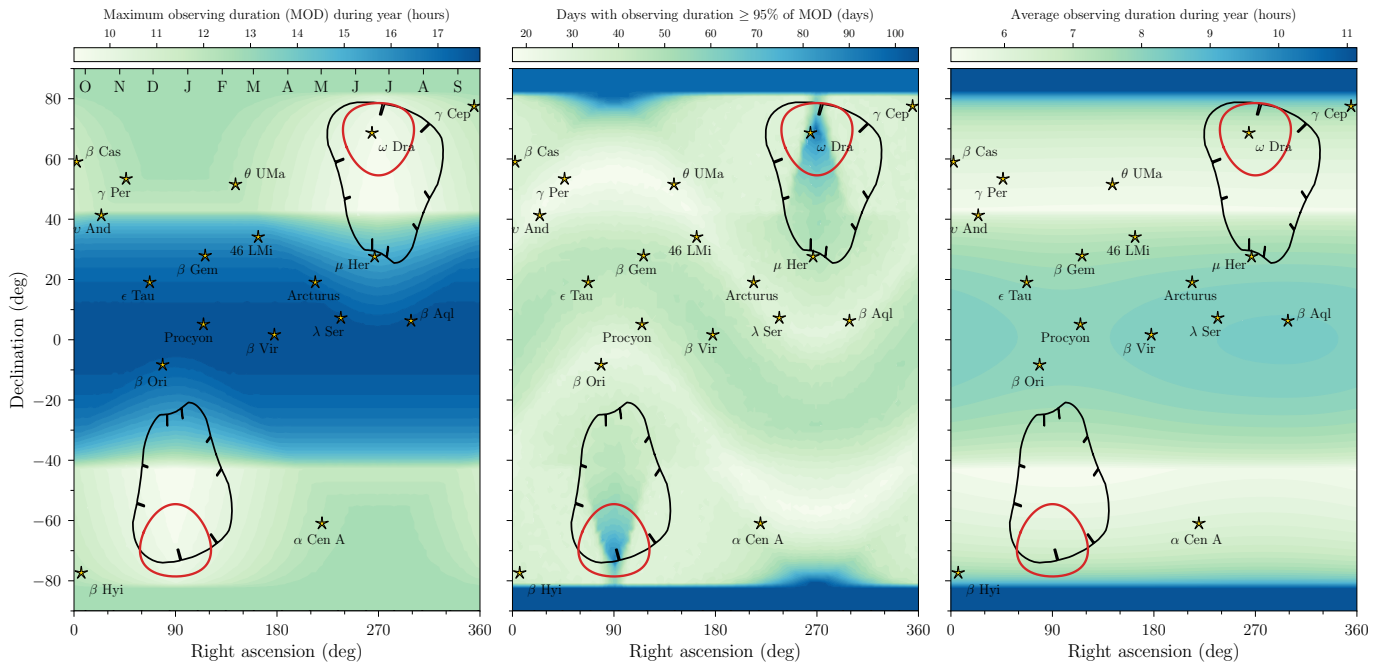 Maximum observing duration (MOD) during year (hours)
10 11 12 13 14 15 16 17
O N D J F M A M J J A S
80
60
40
20
0
−20
−40
−60
−80
Declination (deg)
γ Cep
β Cas
ω Dra
θ UMa
γ Per
υ And
46 LMi
β Gem
μ Her
ϵ Tau
Arcturus
β Aql
Procyon
λ Ser
β Vir
β Ori
α Cen A
β Hyi
0 90 180 270 360
Right ascension (deg)
Days with observing duration ≥ 95% of MOD (days)
20 30 40 50 60 70 80 90 100
γ Cep
β Cas
ω Dra
θ UMa
γ Per
υ And
46 LMi
β Gem
μ Her
ϵ Tau
Arcturus
β Aql
Procyon
λ Ser
β Vir
β Ori
α Cen A
β Hyi
0 90 180 270 360
Right ascension (deg)
Average observing duration during year (hours)
6 7 8 9 10 11
γ Cep
β Cas
ω Dra
θ UMa
γ Per
υ And
46 LMi
β Gem
μ Her
ϵ Tau
Arcturus
β Aql
Procyon
λ Ser
β Vir
β Ori
α Cen A
β Hyi
0 90 180 270 360
Right ascension (deg)